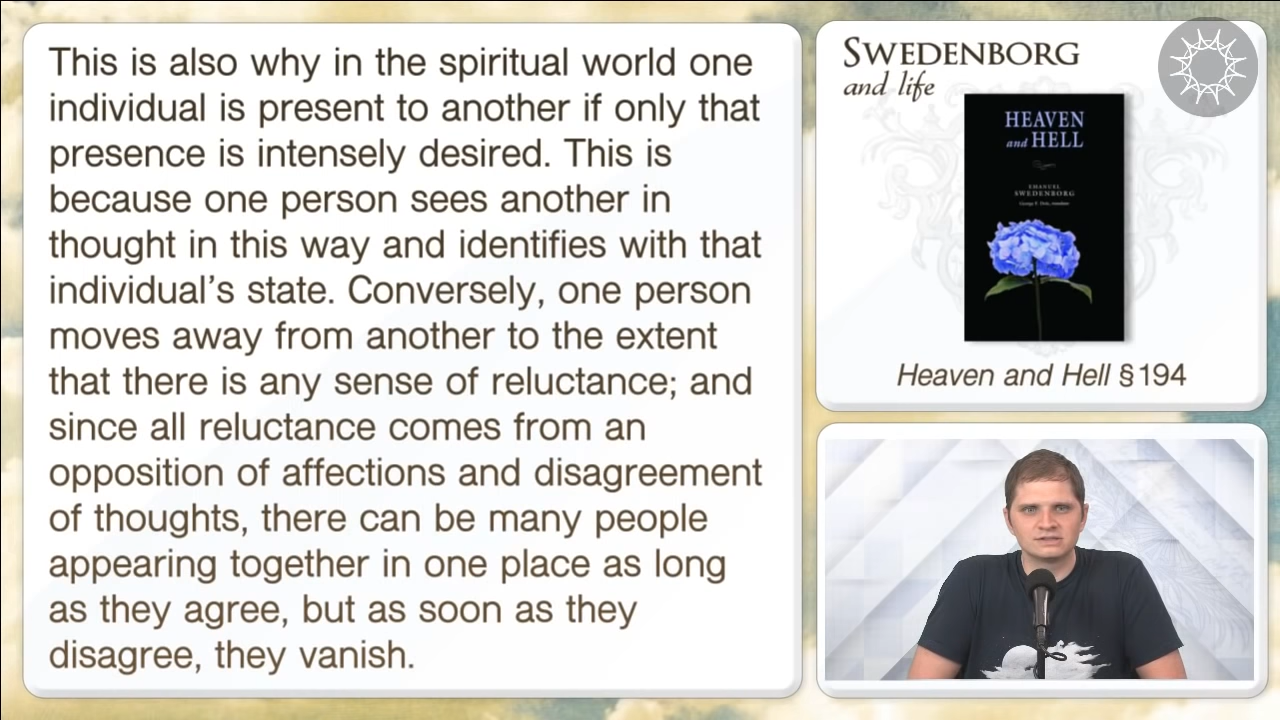 This is also why in the spiritual world one
individual is present to another if only that
presence is intensely desired. This is
because one person sees another in
thought in this way and identifies with that
individual’s state. Conversely, one person
moves away from another to the extent
that there is any sense of reluctance; and
since all reluctance comes from an
opposition of affections and disagreement
of thoughts, there can be many people
appearing together in one place as long
as they agree, but as soon as they
disagree, they vanish.
SWEDENBORG
and life
HEAVEN
and HELL
EMANUEL
SWEDENBORG
Heaven and Hell §194